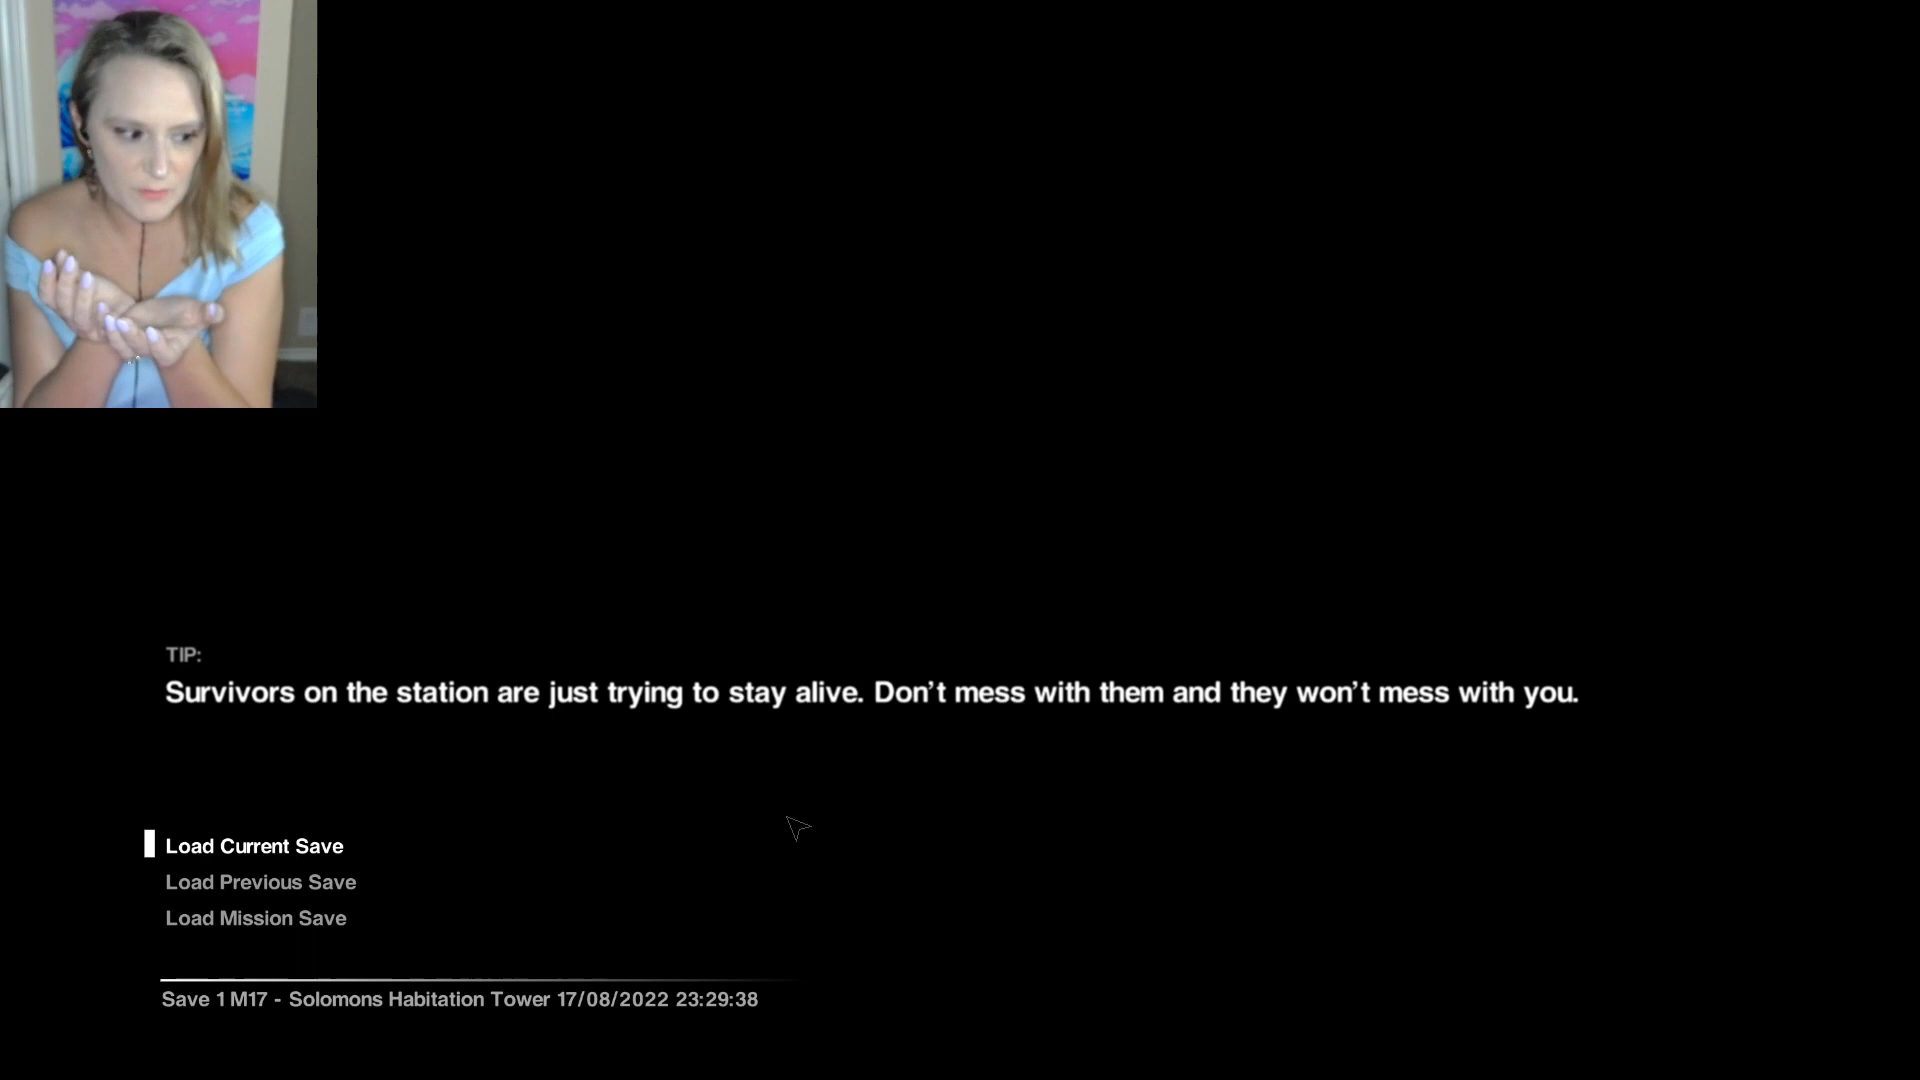 TIP:
Survivors on the station are just trying to stay alive. Don't mess with them and they won't mess with you.
Load Current Save
Load Previous Save
Load Mission Save
Save 1 M17 - Solomons Habitation Tower 17/08/2022 23:29:38